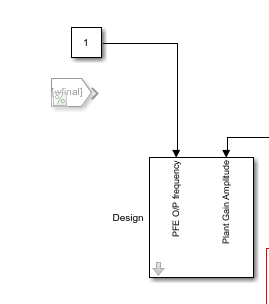 1
[wfinal]
%
PFE O/P frequency
Plant Gain Amplitude
Design